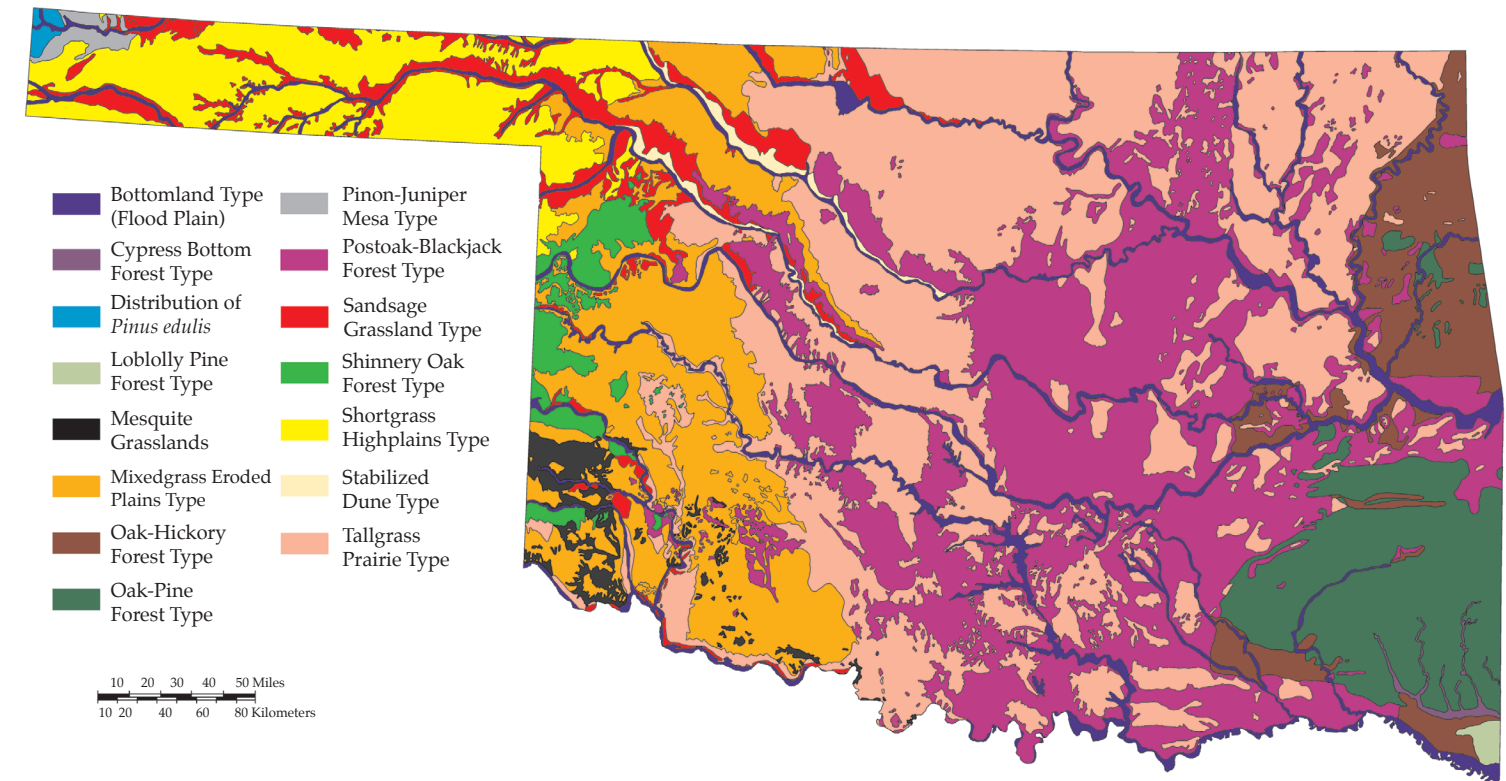 Bottomland Type
(Flood Plain)
Cypress Bottom
Forest Type
Distribution of
Pinus edulis
Loblolly Pine
Forest Type
Mesquite
Grasslands
Mixedgrass Eroded
Plains Type
Oak-Hickory
Forest Type
Oak-Pine
Forest Type
Pinon-Juniper
Mesa Type
Postoak-Blackjack
Forest Type
Sandsage
Grassland Type
Shinnery Oak
Forest Type
Shortgrass
Highplains Type
Stabilized
Dune Type
Tallgrass
Prairie Type
10 20 30 40 50 Miles
10 20 40 60 80 Kilometers